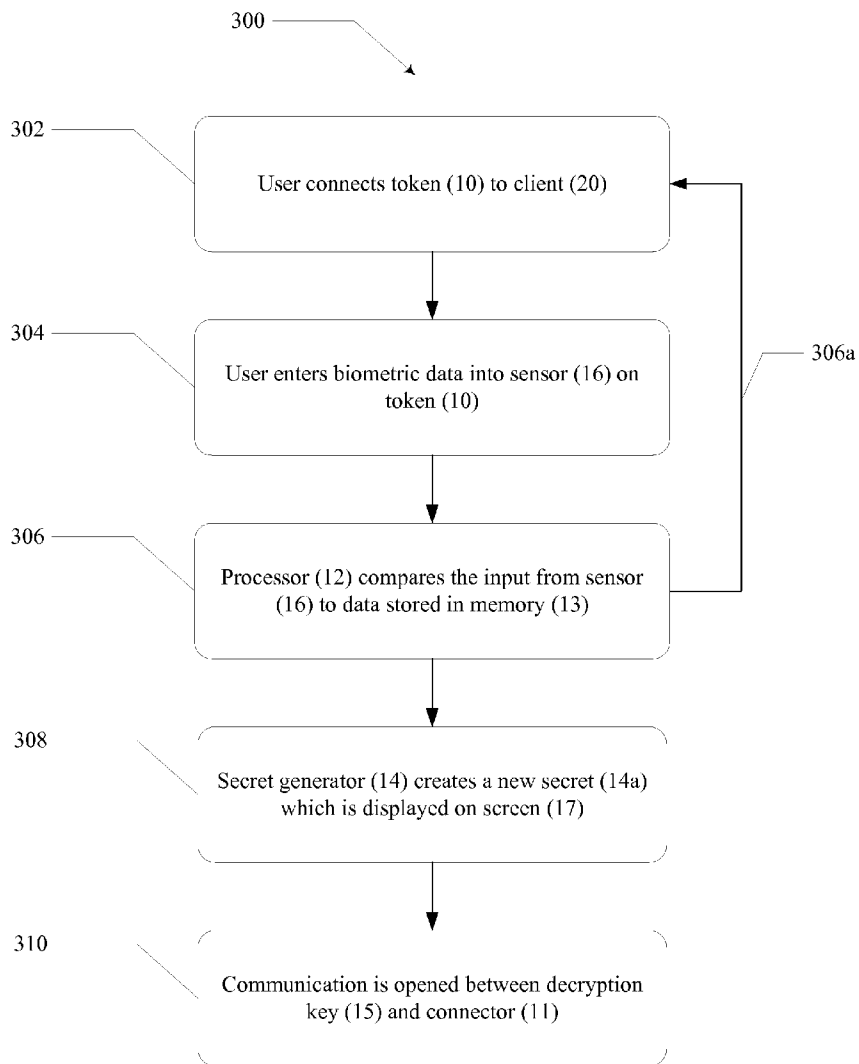 300
302
User connects token (10) to client (20)
304
User enters biometric data into sensor (16) on
token (10)
306a
306
Processor (12) compares the input from sensor
(16) to data stored in memory (13)
308
Secret generator (14) creates a new secret (14a)
which is displayed on screen (17)
310
Communication is opened between decryption
key (15) and connector (11)